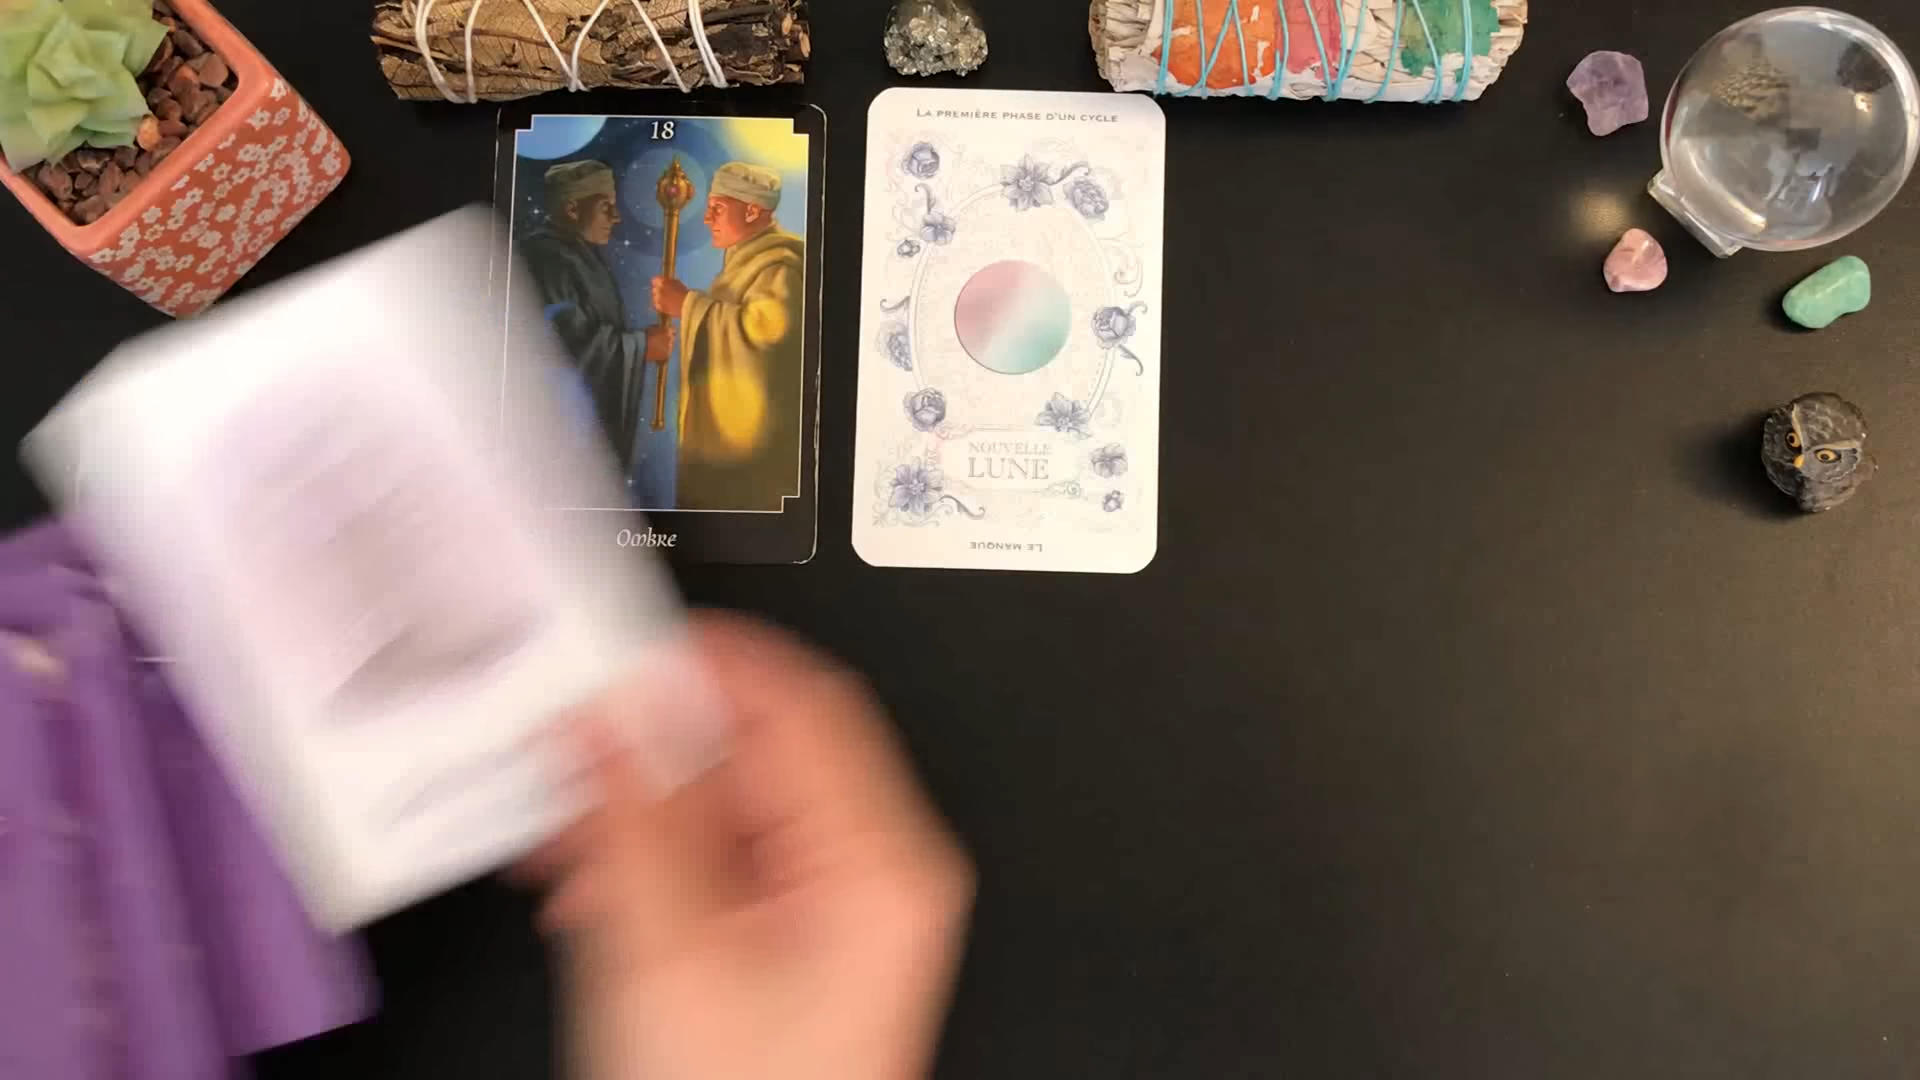 18
Ombre
LA PREMIÈRE PHASE D'UN CYCLE
NOUVELLE
LUNE
LE MANQUE